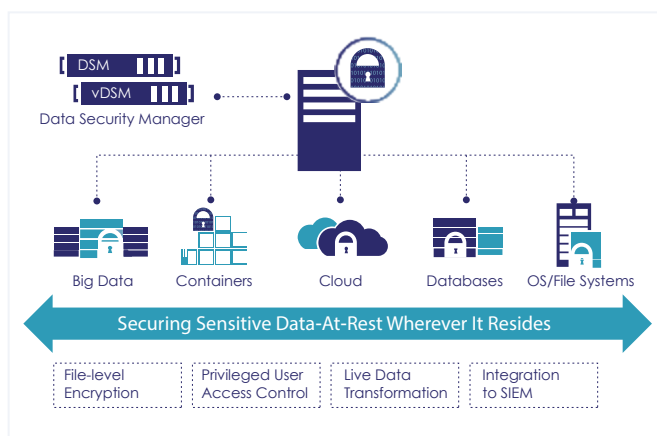 DSM
vDSM
Data Security Manager
Big Data
Containers
Cloud
Databases
OS/File Systems
Securing Sensitive Data-At-Rest Wherever It Resides
File-level
Encryption
Privileged User
Access Control
Live Data
Transformation
Integration
to SIEM